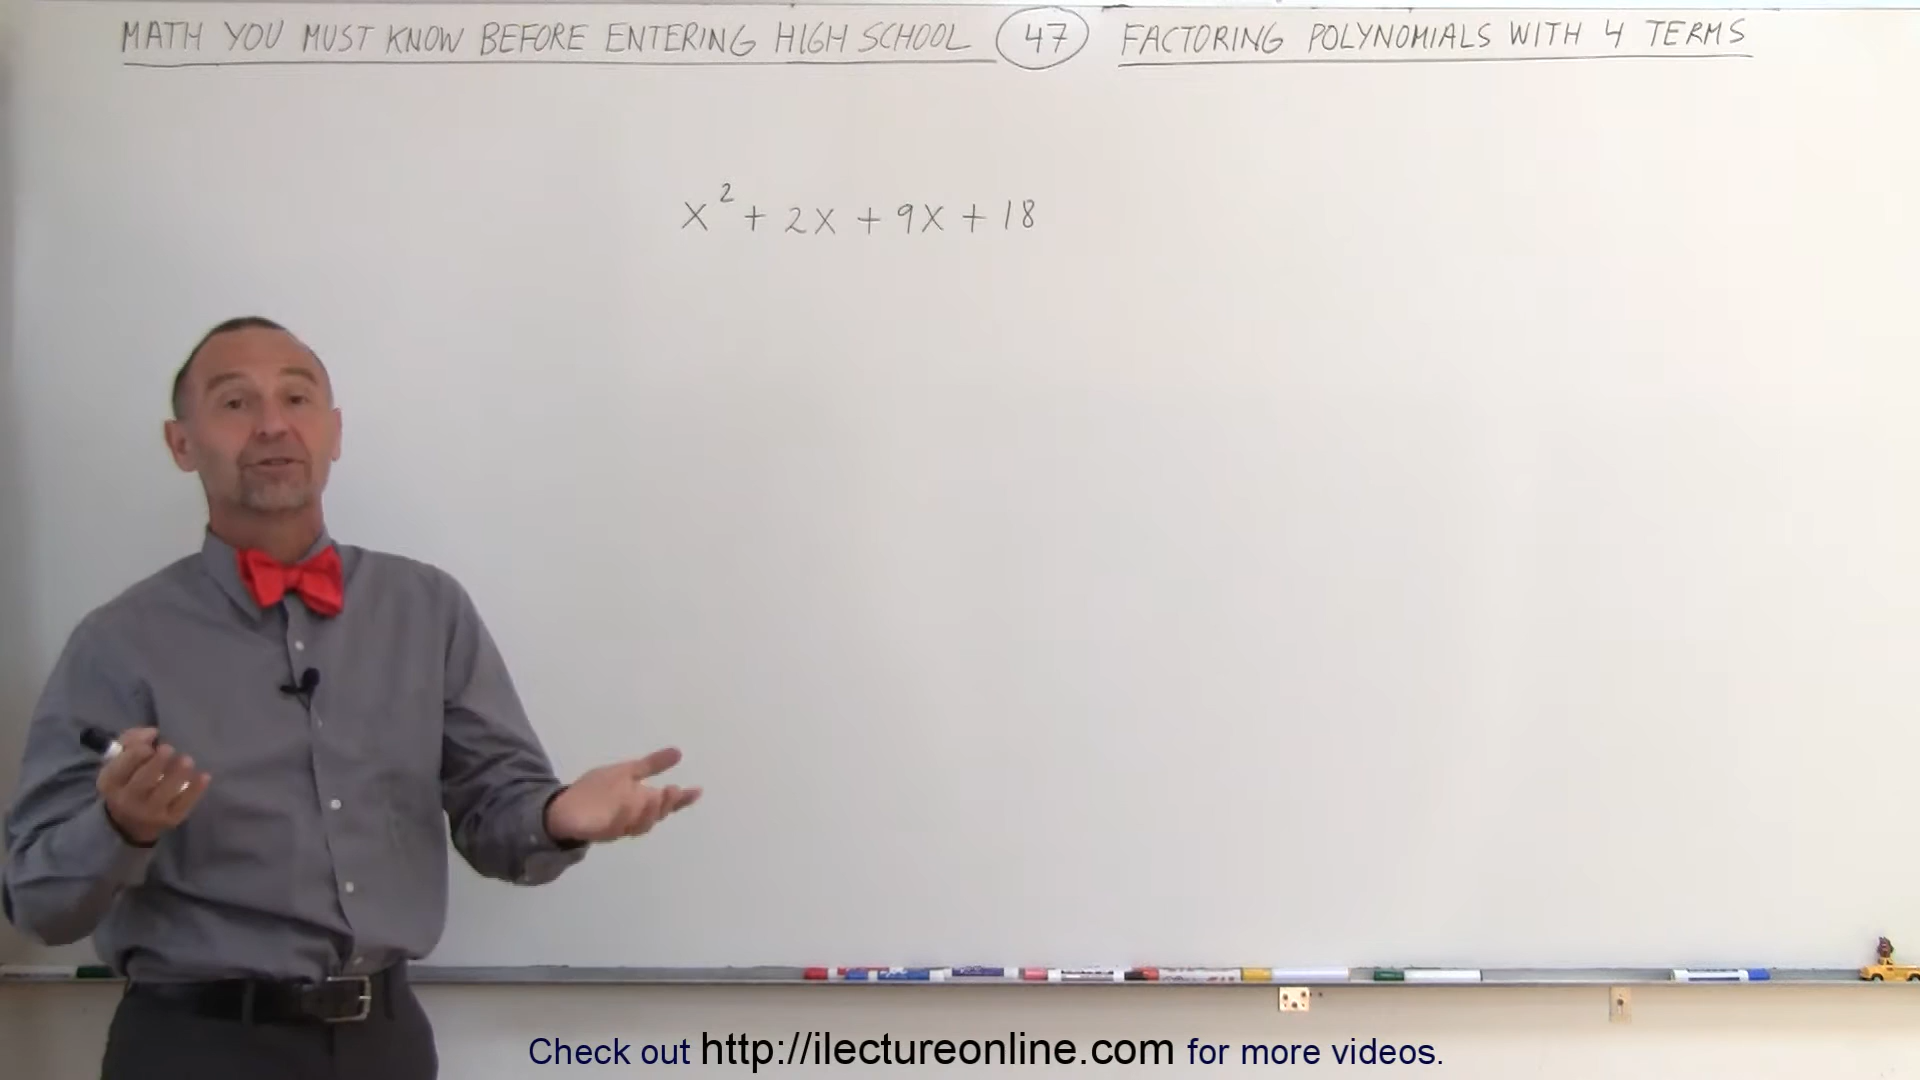 MATH YOU MUST KNOW BEFORE ENTERING HIGH SCHOOL 47 FACTORING POLYNOMIALS WITH 4 TERMS
x² + 2x + 9x + 18
Check out http://ilectureonline.com for more videos.